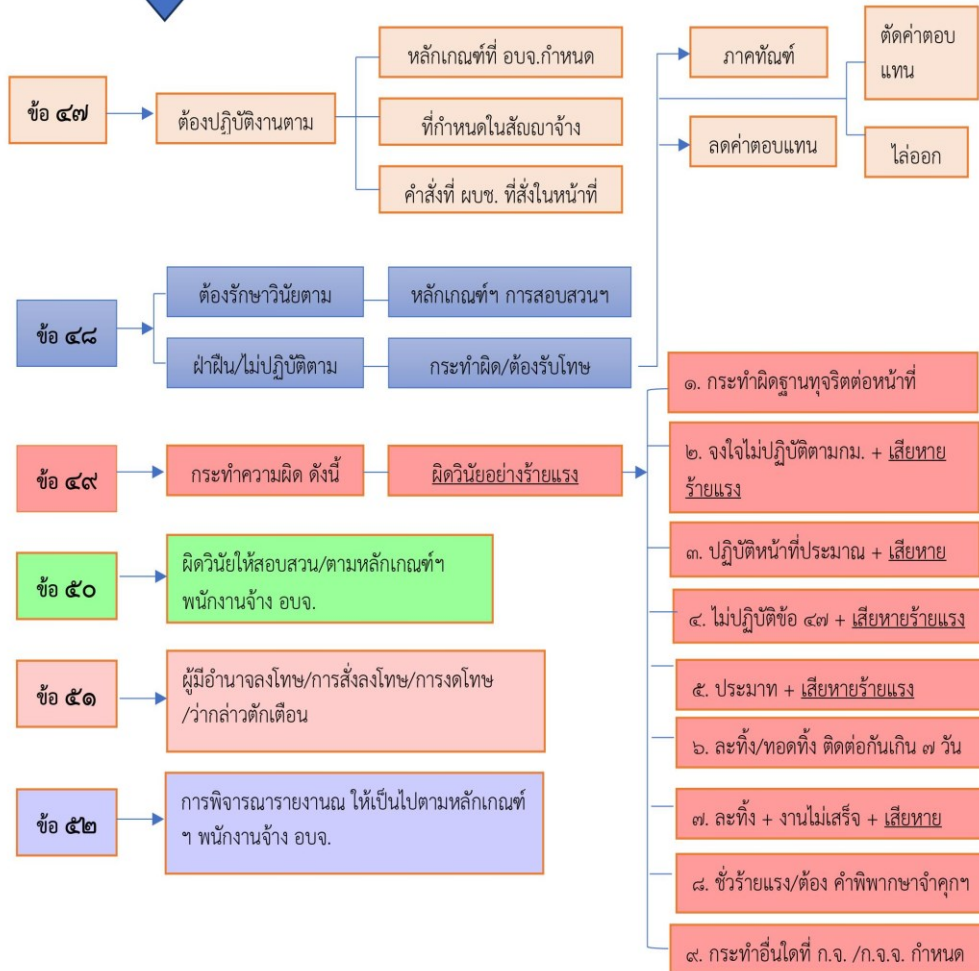 ข้อ ๔๗
ต้องปฏิบัติงานตาม
หลักเกณฑ์ที่ อบจ.กำหนด
ที่กำหนดในสัญญาจ้าง
คำสั่งที่ ผบช. ที่สั่งในหน้าที่
ภาคทัณฑ์
ลดค่าตอบแทน
ตัดค่าตอบ
แทน
ไล่ออก
ข้อ ๔๘
ต้องรักษาวินัยตาม
หลักเกณฑ์ฯ การสอบสวนฯ
ฝ่าฝืน/ไม่ปฏิบัติตาม
กระทำผิด/ต้องรับโทษ
ข้อ ๔๙
กระทำความผิด ดังนี้
ผิดวินัยอย่างร้ายแรง
๑. กระทำผิดฐานทุจริตต่อหน้าที่
๒. จงใจไม่ปฏิบัติตามกม. + เสียหาย
ร้ายแรง
๓. ปฏิบัติหน้าที่ประมาณ + เสียหาย
๔. ไม่ปฏิบัติข้อ ๔๗ + เสียหายร้ายแรง
๕. ประมาท + เสียหายร้ายแรง
๖. ละทิ้ง/ทอดทิ้ง ติดต่อกันเกิน ๗ วัน
๗. ละทิ้ง + งานไม่เสร็จ + เสียหาย
๘. ชั่วร้ายแรง/ต้อง คำพิพากษาจำคุกฯ
๙. กระทำอื่นใดที่ ก.จ. /ก.จ.จ. กำหนด
ข้อ ๕๐
ผิดวินัยให้สอบสวน/ตามหลักเกณฑ์ฯ
พนักงานจ้าง อบจ.
ข้อ ๕๑
ผู้มีอำนาจลงโทษ/การสั่งลงโทษ/การงดโทษ
/ว่ากล่าวตักเตือน
ข้อ ๕๒
การพิจารณารายงานณ ให้เป็นไปตามหลักเกณฑ์
ฯ พนักงานจ้าง อบจ.